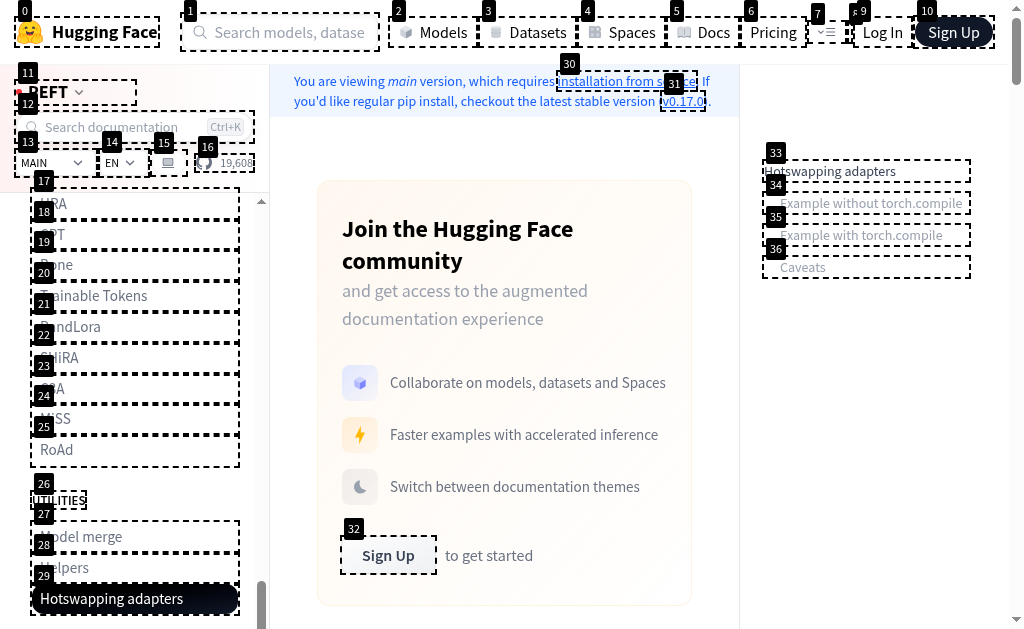 0
1
2
3
4
5
6
7
9
10
Hugging Face
Search models, datase
Models
Datasets
Spaces
Docs
Pricing
Log In
Sign Up
11
PEFT
12
Search documentation
Ctrl+K
13
14
15
16
MAIN
EN
19,608
17
18
19
Bone
20
Trainable Tokens
21
RandLora
22
SHiRA
23
24
MiSS
25
RoAd
26
UTILITIES
27
Model merge
28
Helpers
29
Hotswapping adapters
30
31
You are viewing main version, which requires installation from source. If
you'd like regular pip install, checkout the latest stable version (v0.17.0).
Join the Hugging Face
community
and get access to the augmented
documentation experience
Collaborate on models, datasets and Spaces
Faster examples with accelerated inference
Switch between documentation themes
32
Sign Up to get started
33
Hotswapping adapters
34
Example without torch.compile
35
Example with torch.compile
36
Caveats